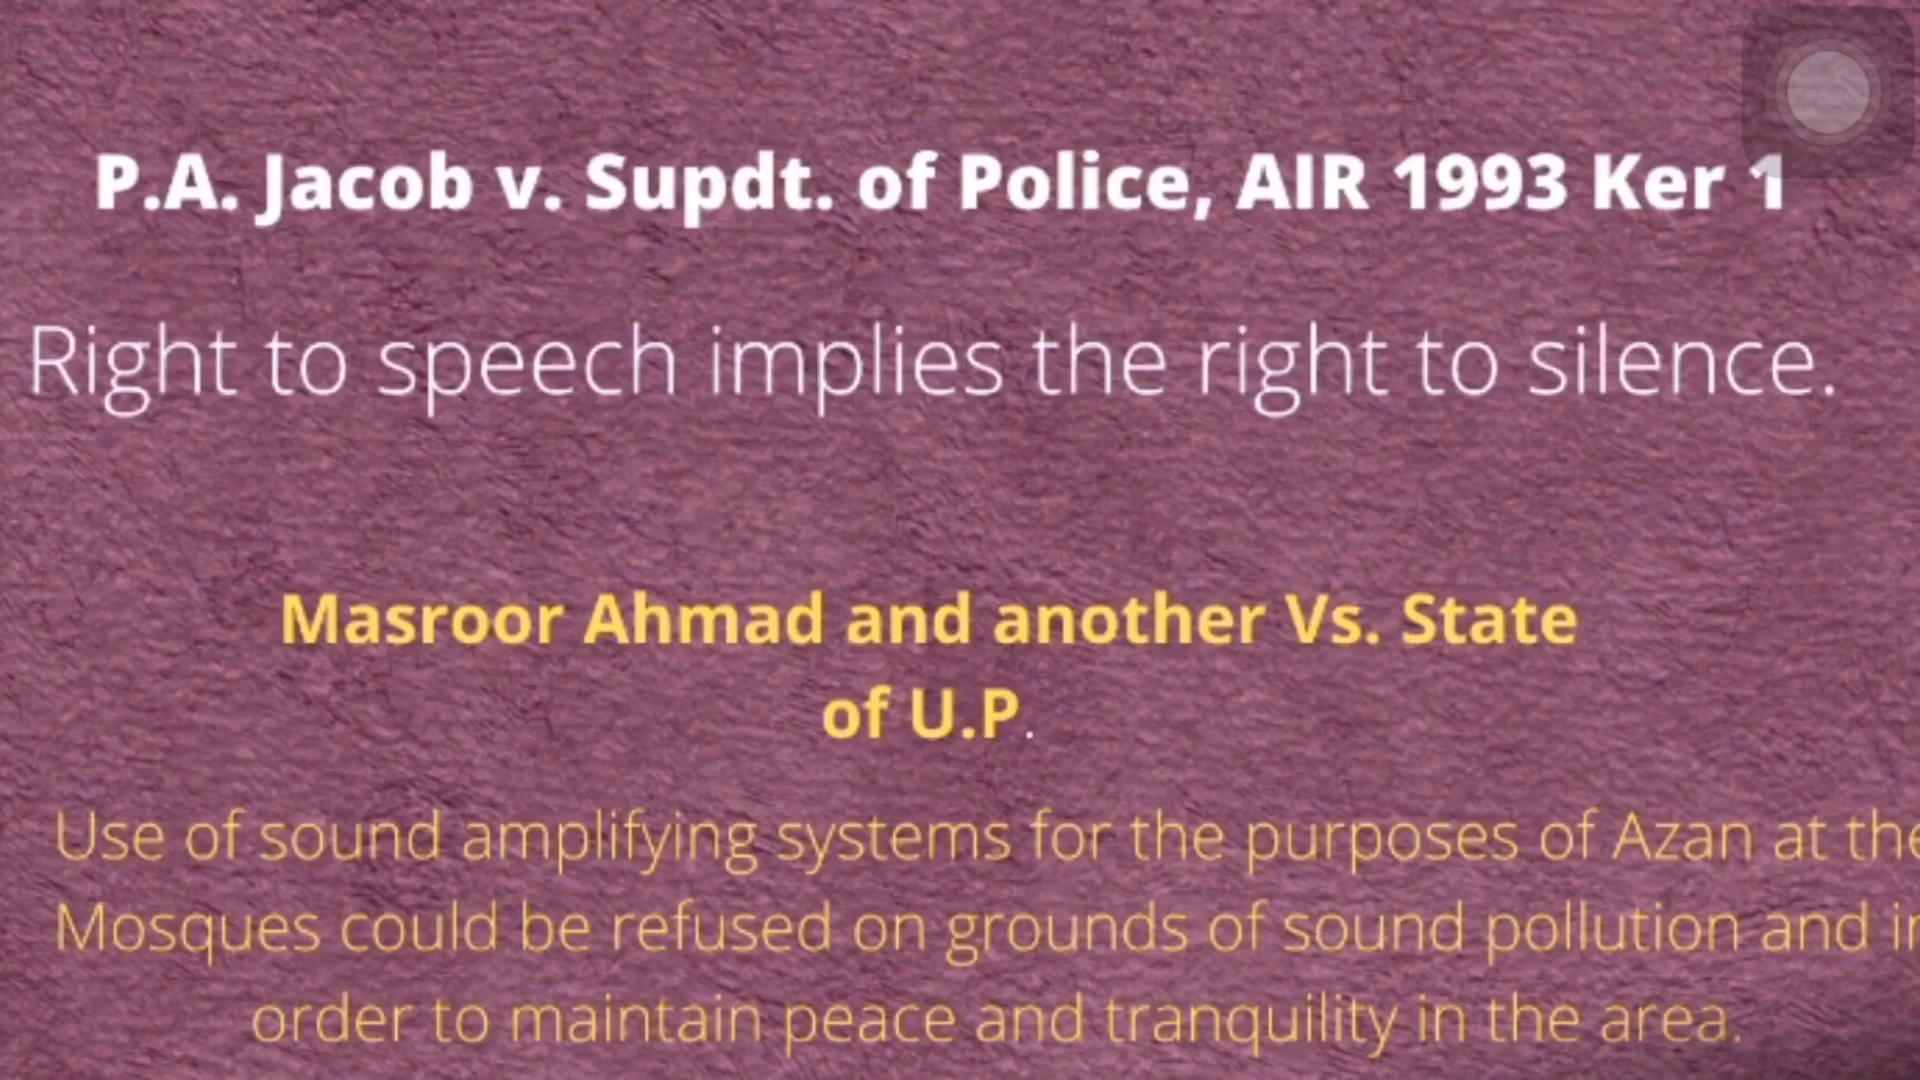 P.A. Jacob v. Supdt. of Police, AIR 1993 Ker 1
Right to speech implies the right to silence.
Masroor Ahmad and another Vs. State
of U.P.
Use of sound amplifying systems for the purposes of Azan at the
Mosques could be refused on grounds of sound pollution and in
order to maintain peace and tranquility in the area.